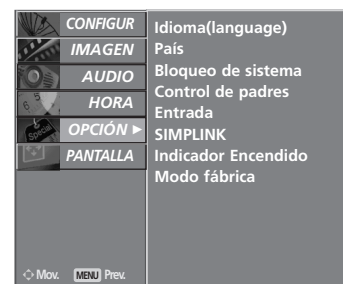 CONFIGUR
IMAGEN
AUDIO
HORA
OPCIÓN
PANTALLA
Mov. MENU Prev.
Idioma(language)
País
Bloqueo de sistema
Control de padres
Entrada
SIMPLINK
Indicador Encendido
Modo fábrica
Special